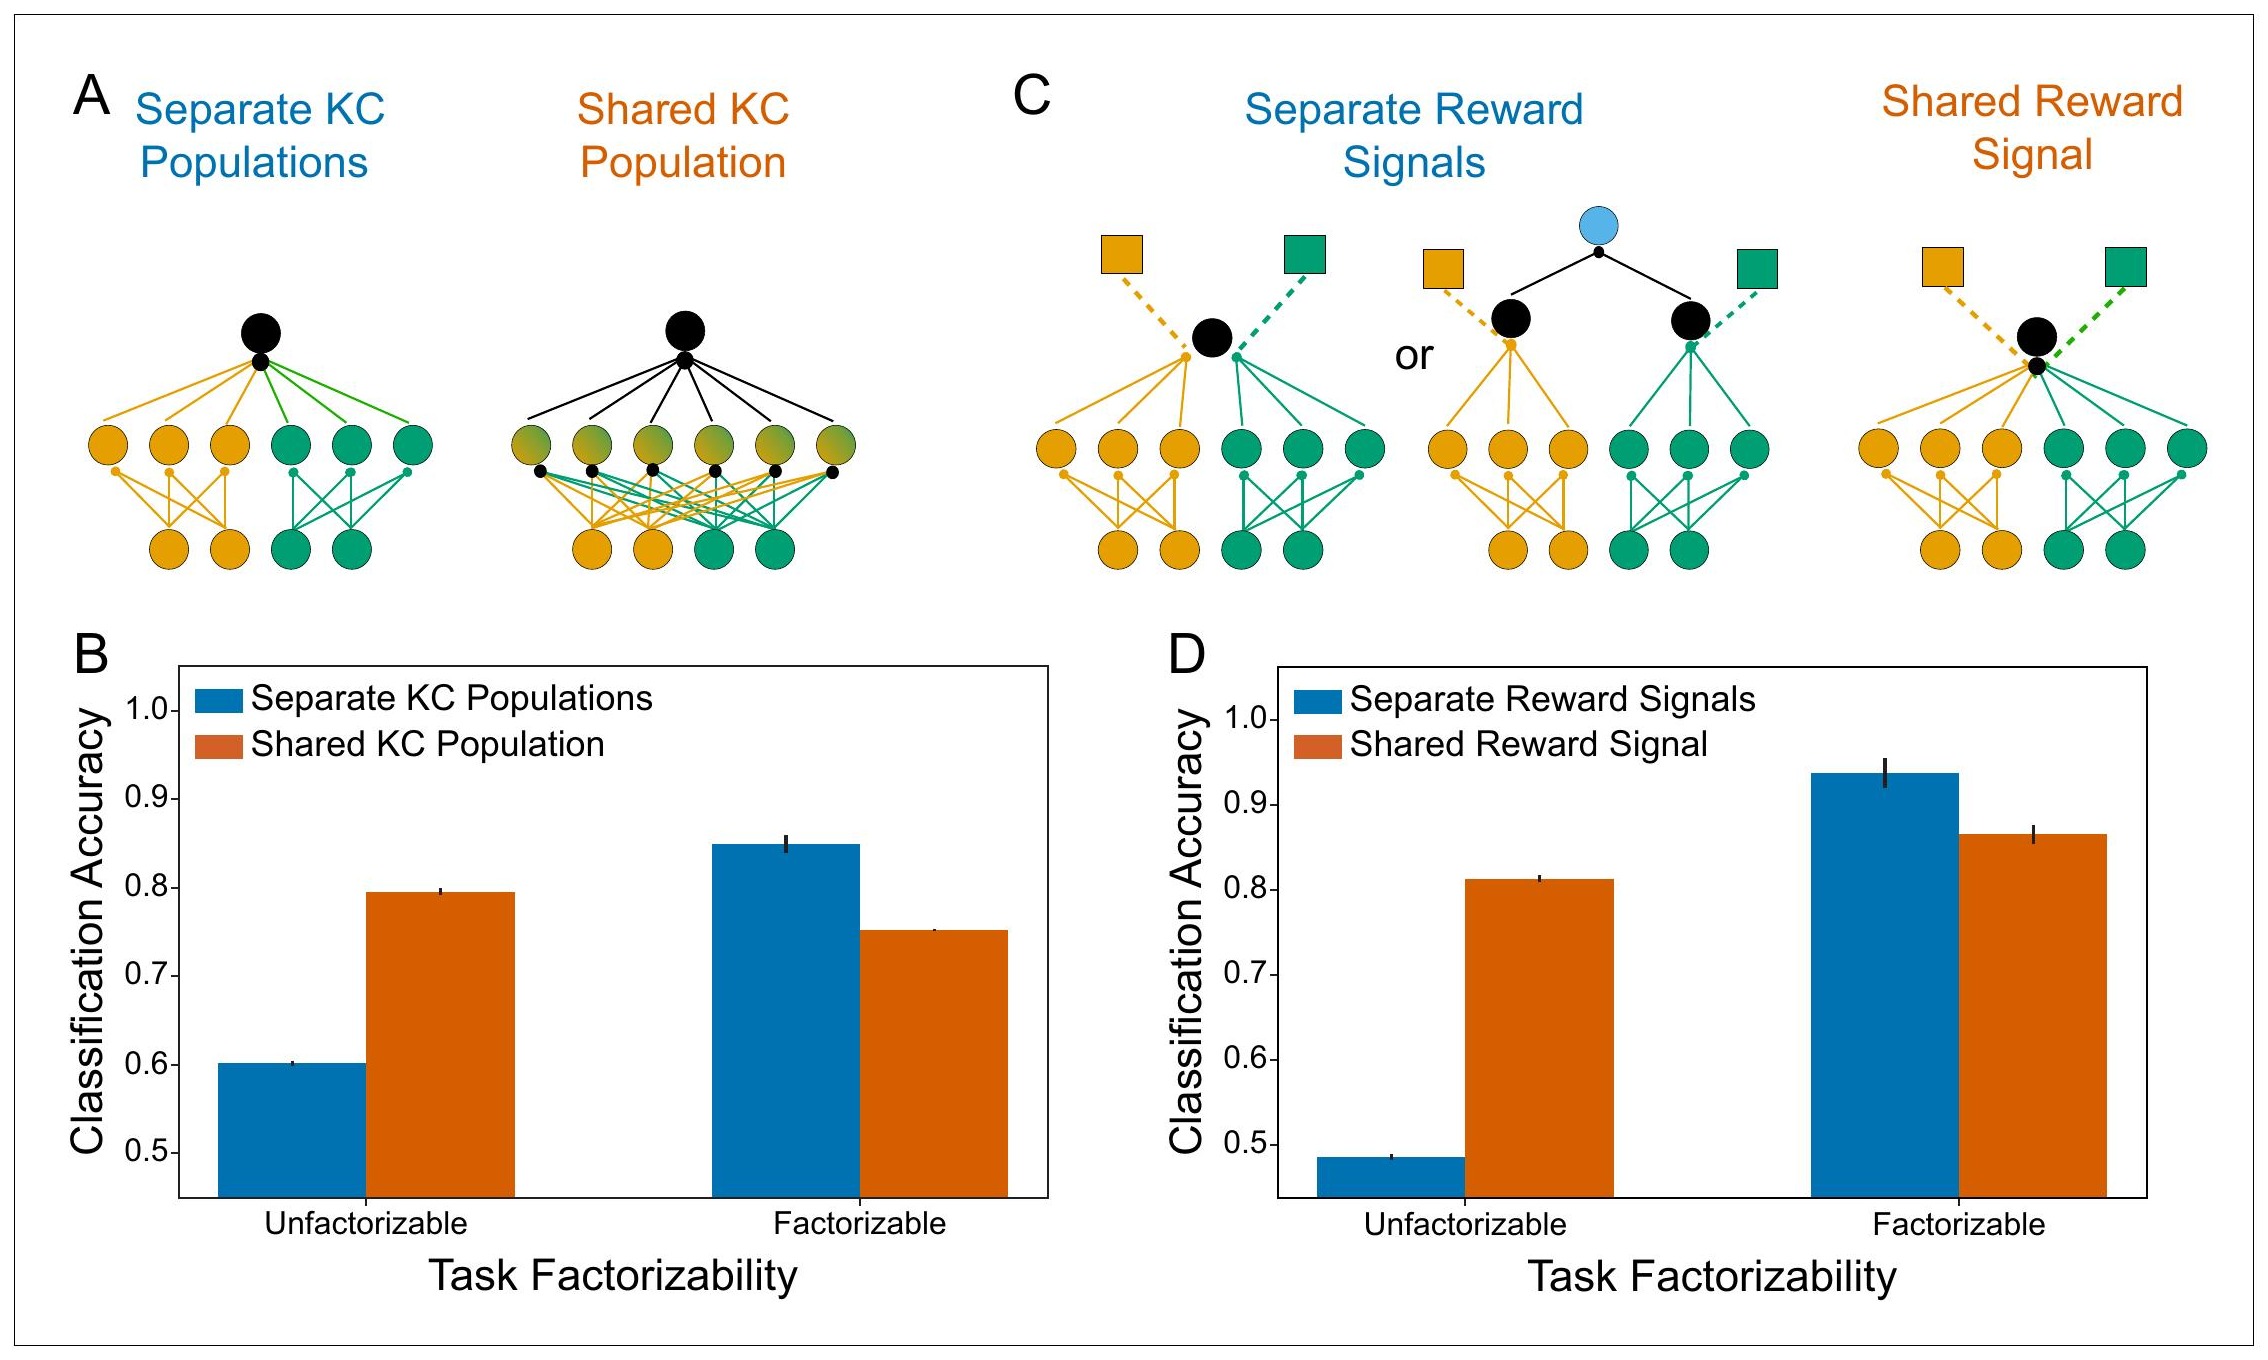 A
Separate KC
Populations
Shared KC
Population
C
Separate Reward
Signals
Shared Reward
Signal
or
B
Separate KC Populations
Shared KC Population
Classification Accuracy
1.0
0.9
0.8
0.7
0.6
0.5
Unfactorizable
Factorizable
Task Factorizability
D
Separate Reward Signals
Shared Reward Signal
Classification Accuracy
1.0
0.9
0.8
0.7
0.6
0.5
Unfactorizable
Factorizable
Task Factorizability